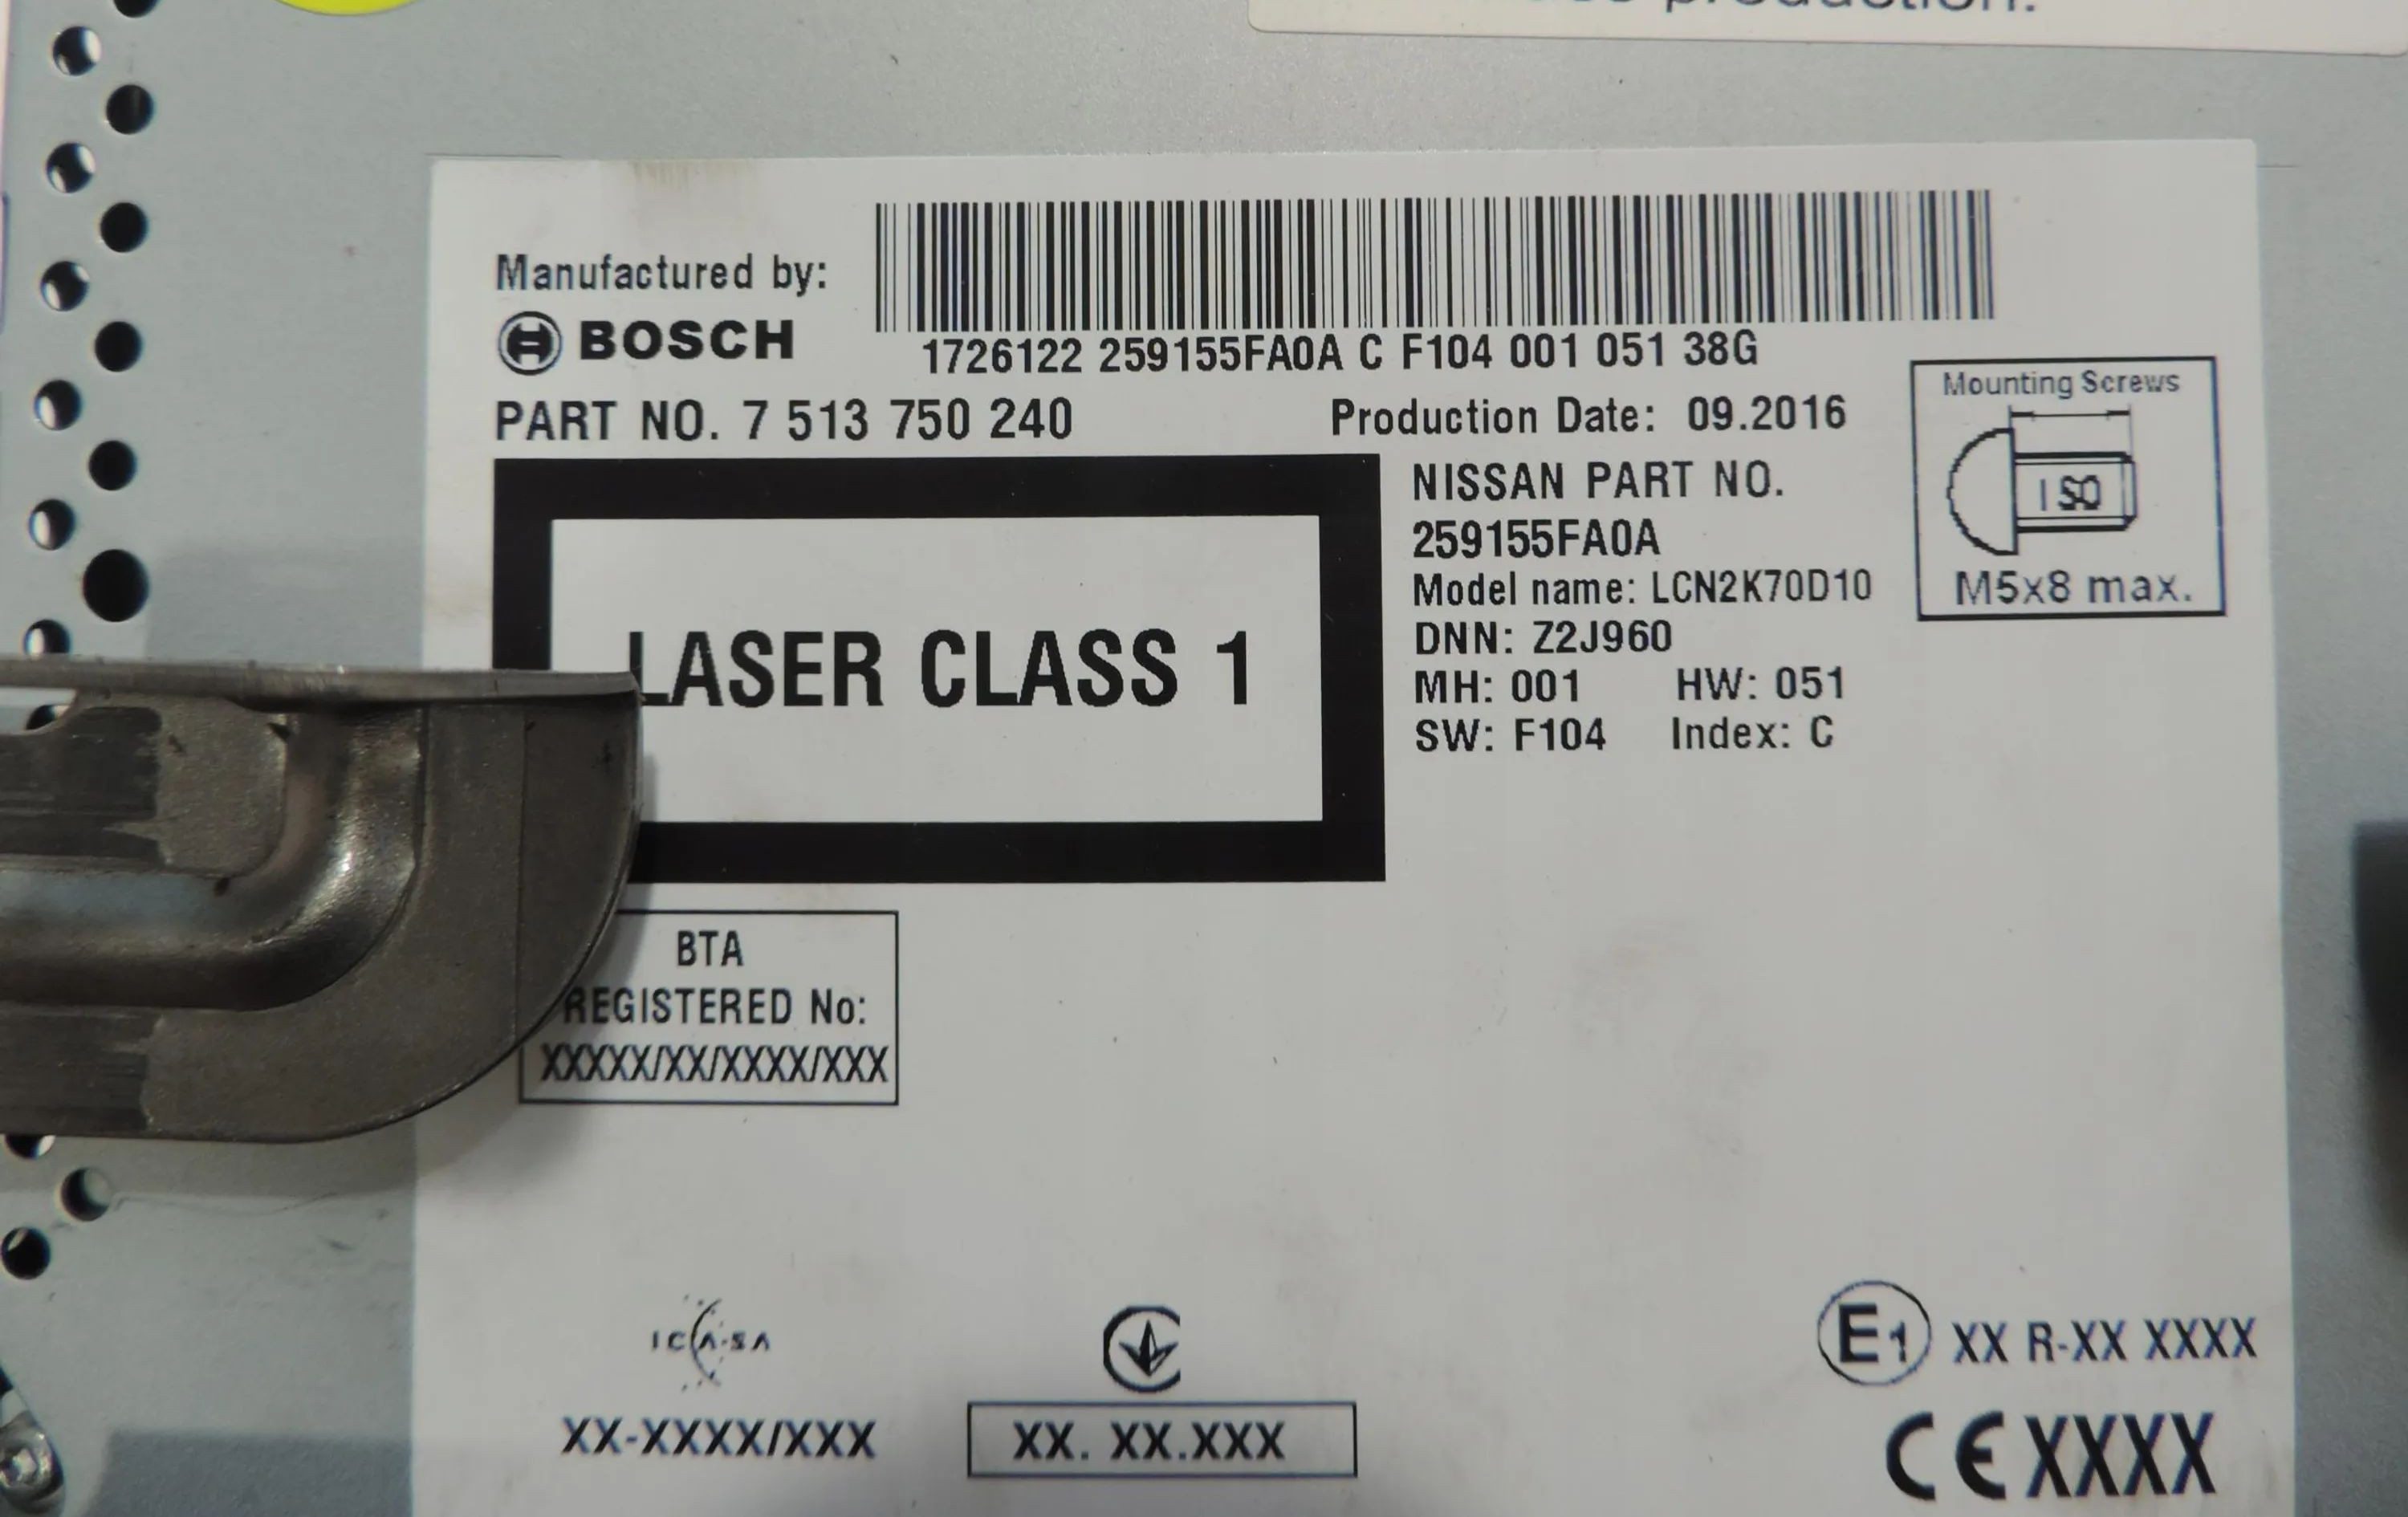 production.
Manufactured by:
BOSCH
1726122 259155FA0A C F104 001 051 38G
PART NO. 7 513 750 240
Production Date: 09.2016
Mounting Screws
ISO
M5x8 max.
NISSAN PART NO.
259155FA0A
Model name: LCN2K70D10
DNN: Z2J960
MH: 001 HW: 051
SW: F104 Index: C
LASER CLASS 1
BTA
REGISTERED No:
XXXXX/XX/XXXX/XXX
ICASA
XX-XXXX/XXX
XX. XX.XXX
E1 XX R-XX XXXX
CE XXXX